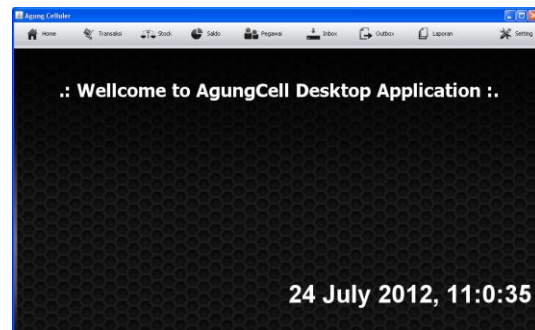 Agung Celluler
Home Transaksi Stock Saldo Pegawai Inbox Outbox Laporan Setting
.: Wellcome to AgungCell Desktop Application :.
24 July 2012, 11:0:35